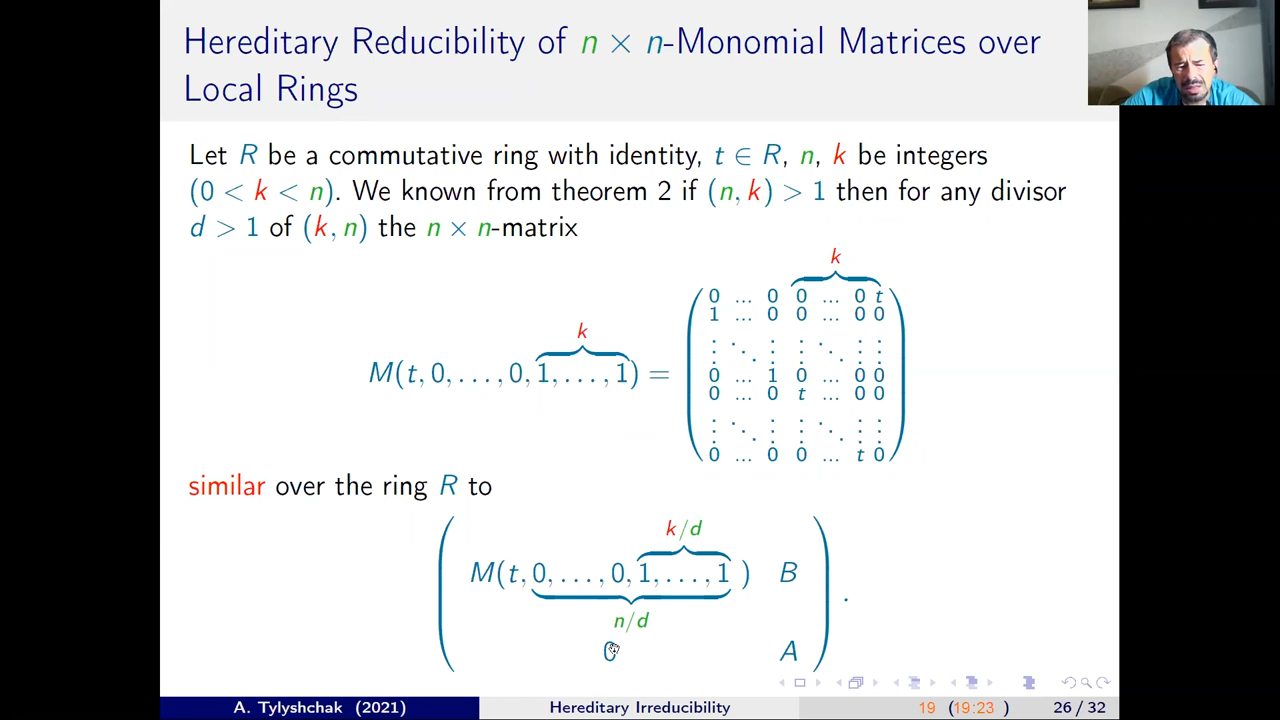 Hereditary Reducibility of n × n-Monomial Matrices over
Local Rings
Let R be a commutative ring with identity, t ∈ R, n, k be integers
(0 < k < n). We known from theorem 2 if (n, k) > 1 then for any divisor
d > 1 of (k, n) the n × n-matrix
k
0 ... 0 0 ... 0 t
1 ... 0 0 ... 0 0
k
⋮ ⋱ ⋮ ⋮ ⋱ ⋮ ⋮
M(t, 0, . . . , 0, 1, . . . , 1) =
0 ... 1 0 ... 0 0
0 ... 0 t ... 0 0
⋮ ⋱ ⋮ ⋮ ⋱ ⋮ ⋮
0 ... 0 0 ... t 0
similar over the ring R to
k/d
M(t, 0, . . . , 0, 1, . . . , 1 ) B
n/d
0 A
.
A. Tylyshchak (2021) Hereditary Irreducibility 19 (19:23 ) 26 / 32